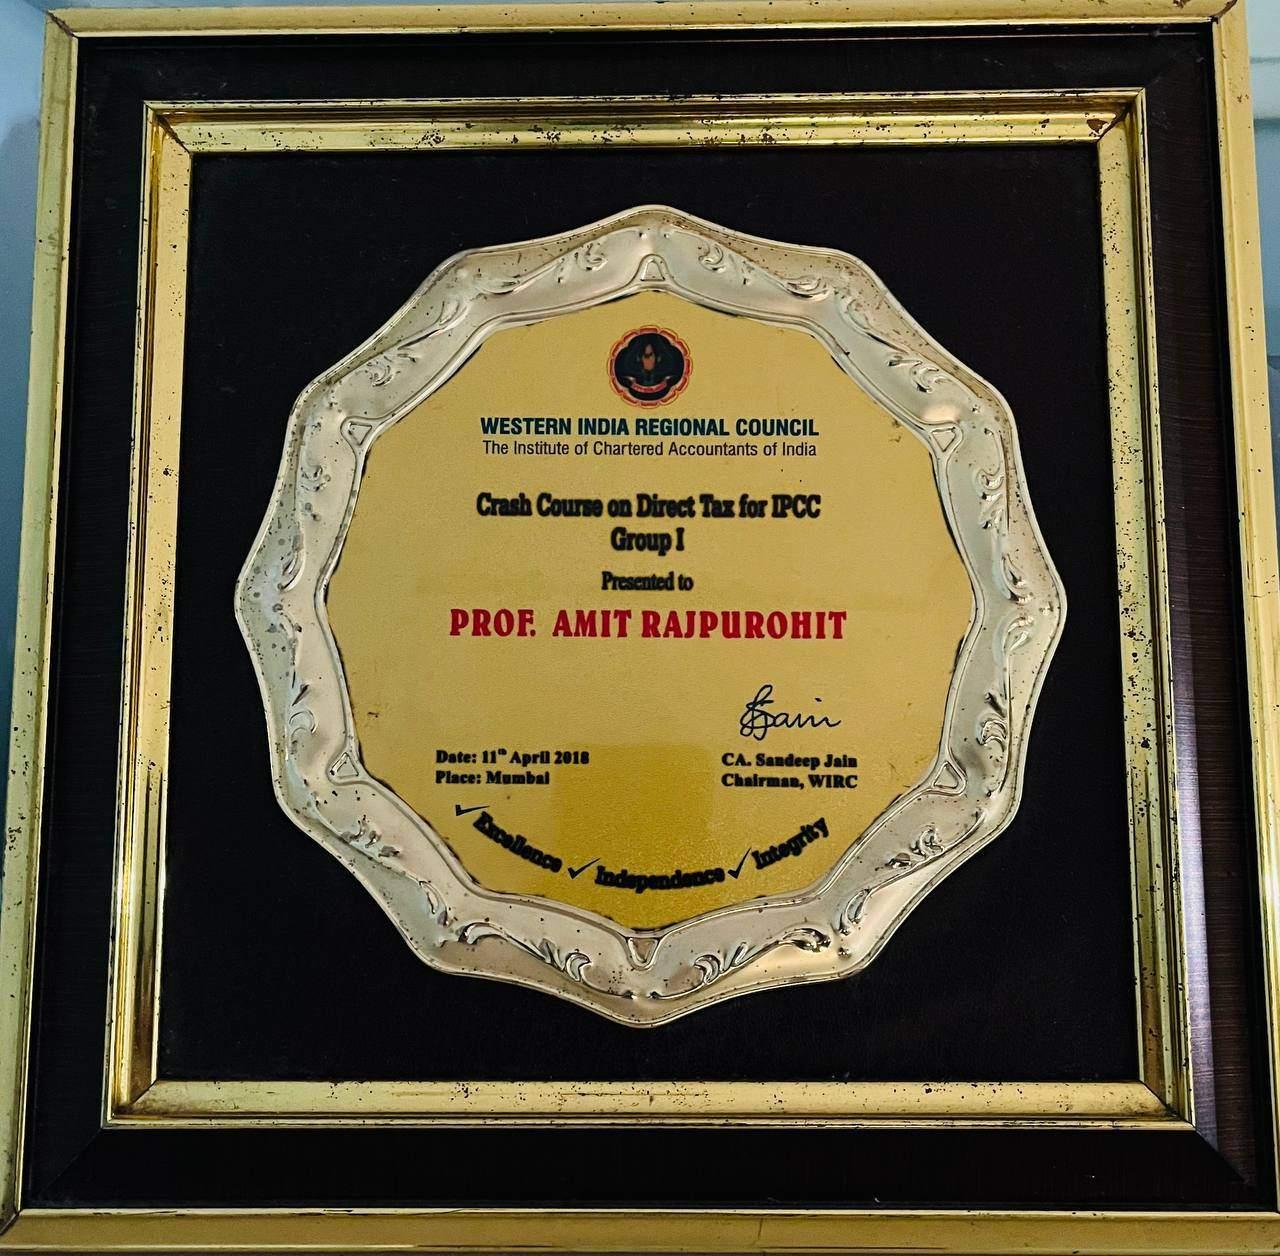 WESTERN INDIA REGIONAL COUNCIL
The Institute of Chartered Accountants of India
Crash Course on Direct Tax for IPCC
Group I
Presented to
PROF. AMIT RAJPUROHIT
Jain
Date: 11th April 2018
Place: Mumbai
CA. Sandeep Jain
Chairman, WIRC
✓ Excellence ✓ Independence ✓ Integrity